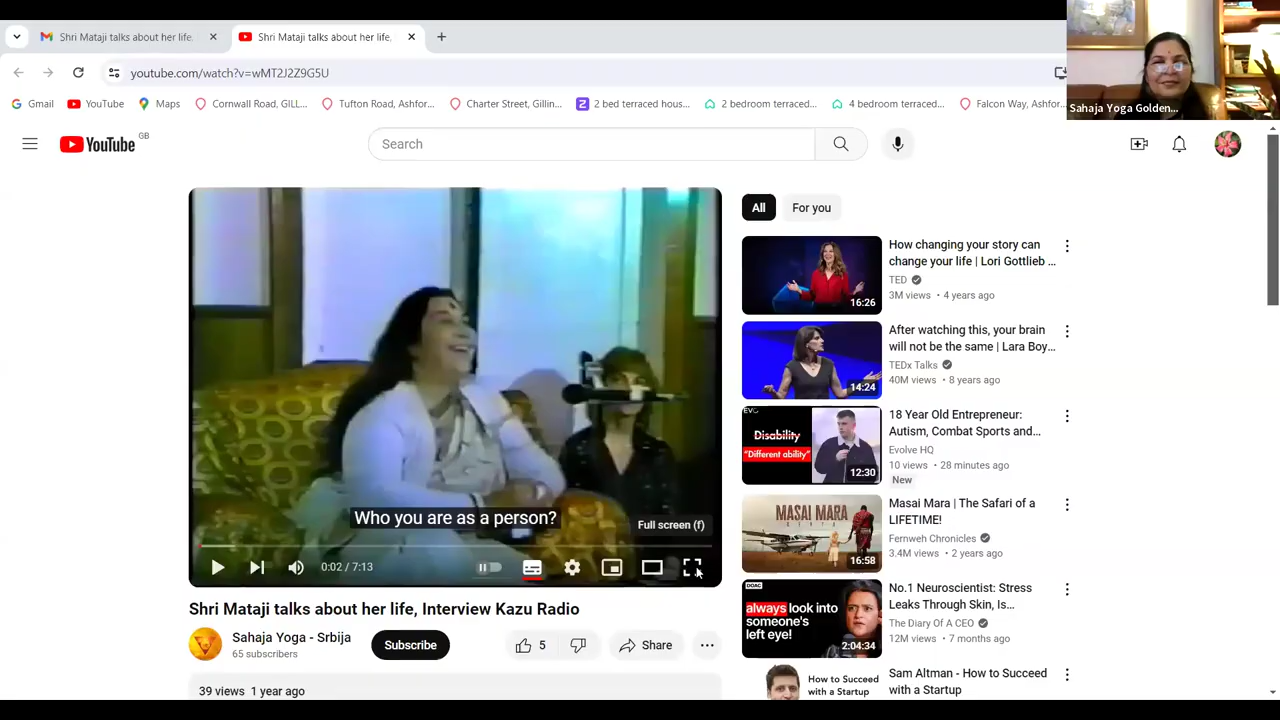 Shri Mataji talks about her life,
Shri Mataji talks about her life,
youtube.com/watch?v=wMT2J2Z9G5U
Gmail
YouTube
Maps
Cornwall Road, GILL...
Tufton Road, Ashfor...
Charter Street, Gillin...
2 bed terraced hous...
2 bedroom terraced...
4 bedroom terraced...
Falcon Way, Ashfor...
Sahaja Yoga Golden...
YouTube GB
Search
All
For you
Who you are as a person?
Full screen (f)
0:02 / 7:13
Shri Mataji talks about her life, Interview Kazu Radio
Sahaja Yoga - Srbija
65 subscribers
Subscribe
5
Share
39 views 1 year ago
16:26
How changing your story can
change your life | Lori Gottlieb ...
TED
3M views • 4 years ago
14:24
After watching this, your brain
will not be the same | Lara Boy...
TEDx Talks
40M views • 8 years ago
EVO
Disability
"Different ability"
12:30
18 Year Old Entrepreneur:
Autism, Combat Sports and...
Evolve HQ
10 views • 28 minutes ago
New
MASAI MARA
16:58
Masai Mara | The Safari of a
LIFETIME!
Fernweh Chronicles
3.4M views • 2 years ago
DOAC
always look into
someone's
left eye!
2:04:34
No.1 Neuroscientist: Stress
Leaks Through Skin, Is...
The Diary Of A CEO
12M views • 7 months ago
How to Succeed
with a Startup
Sam Altman - How to Succeed
with a Startup